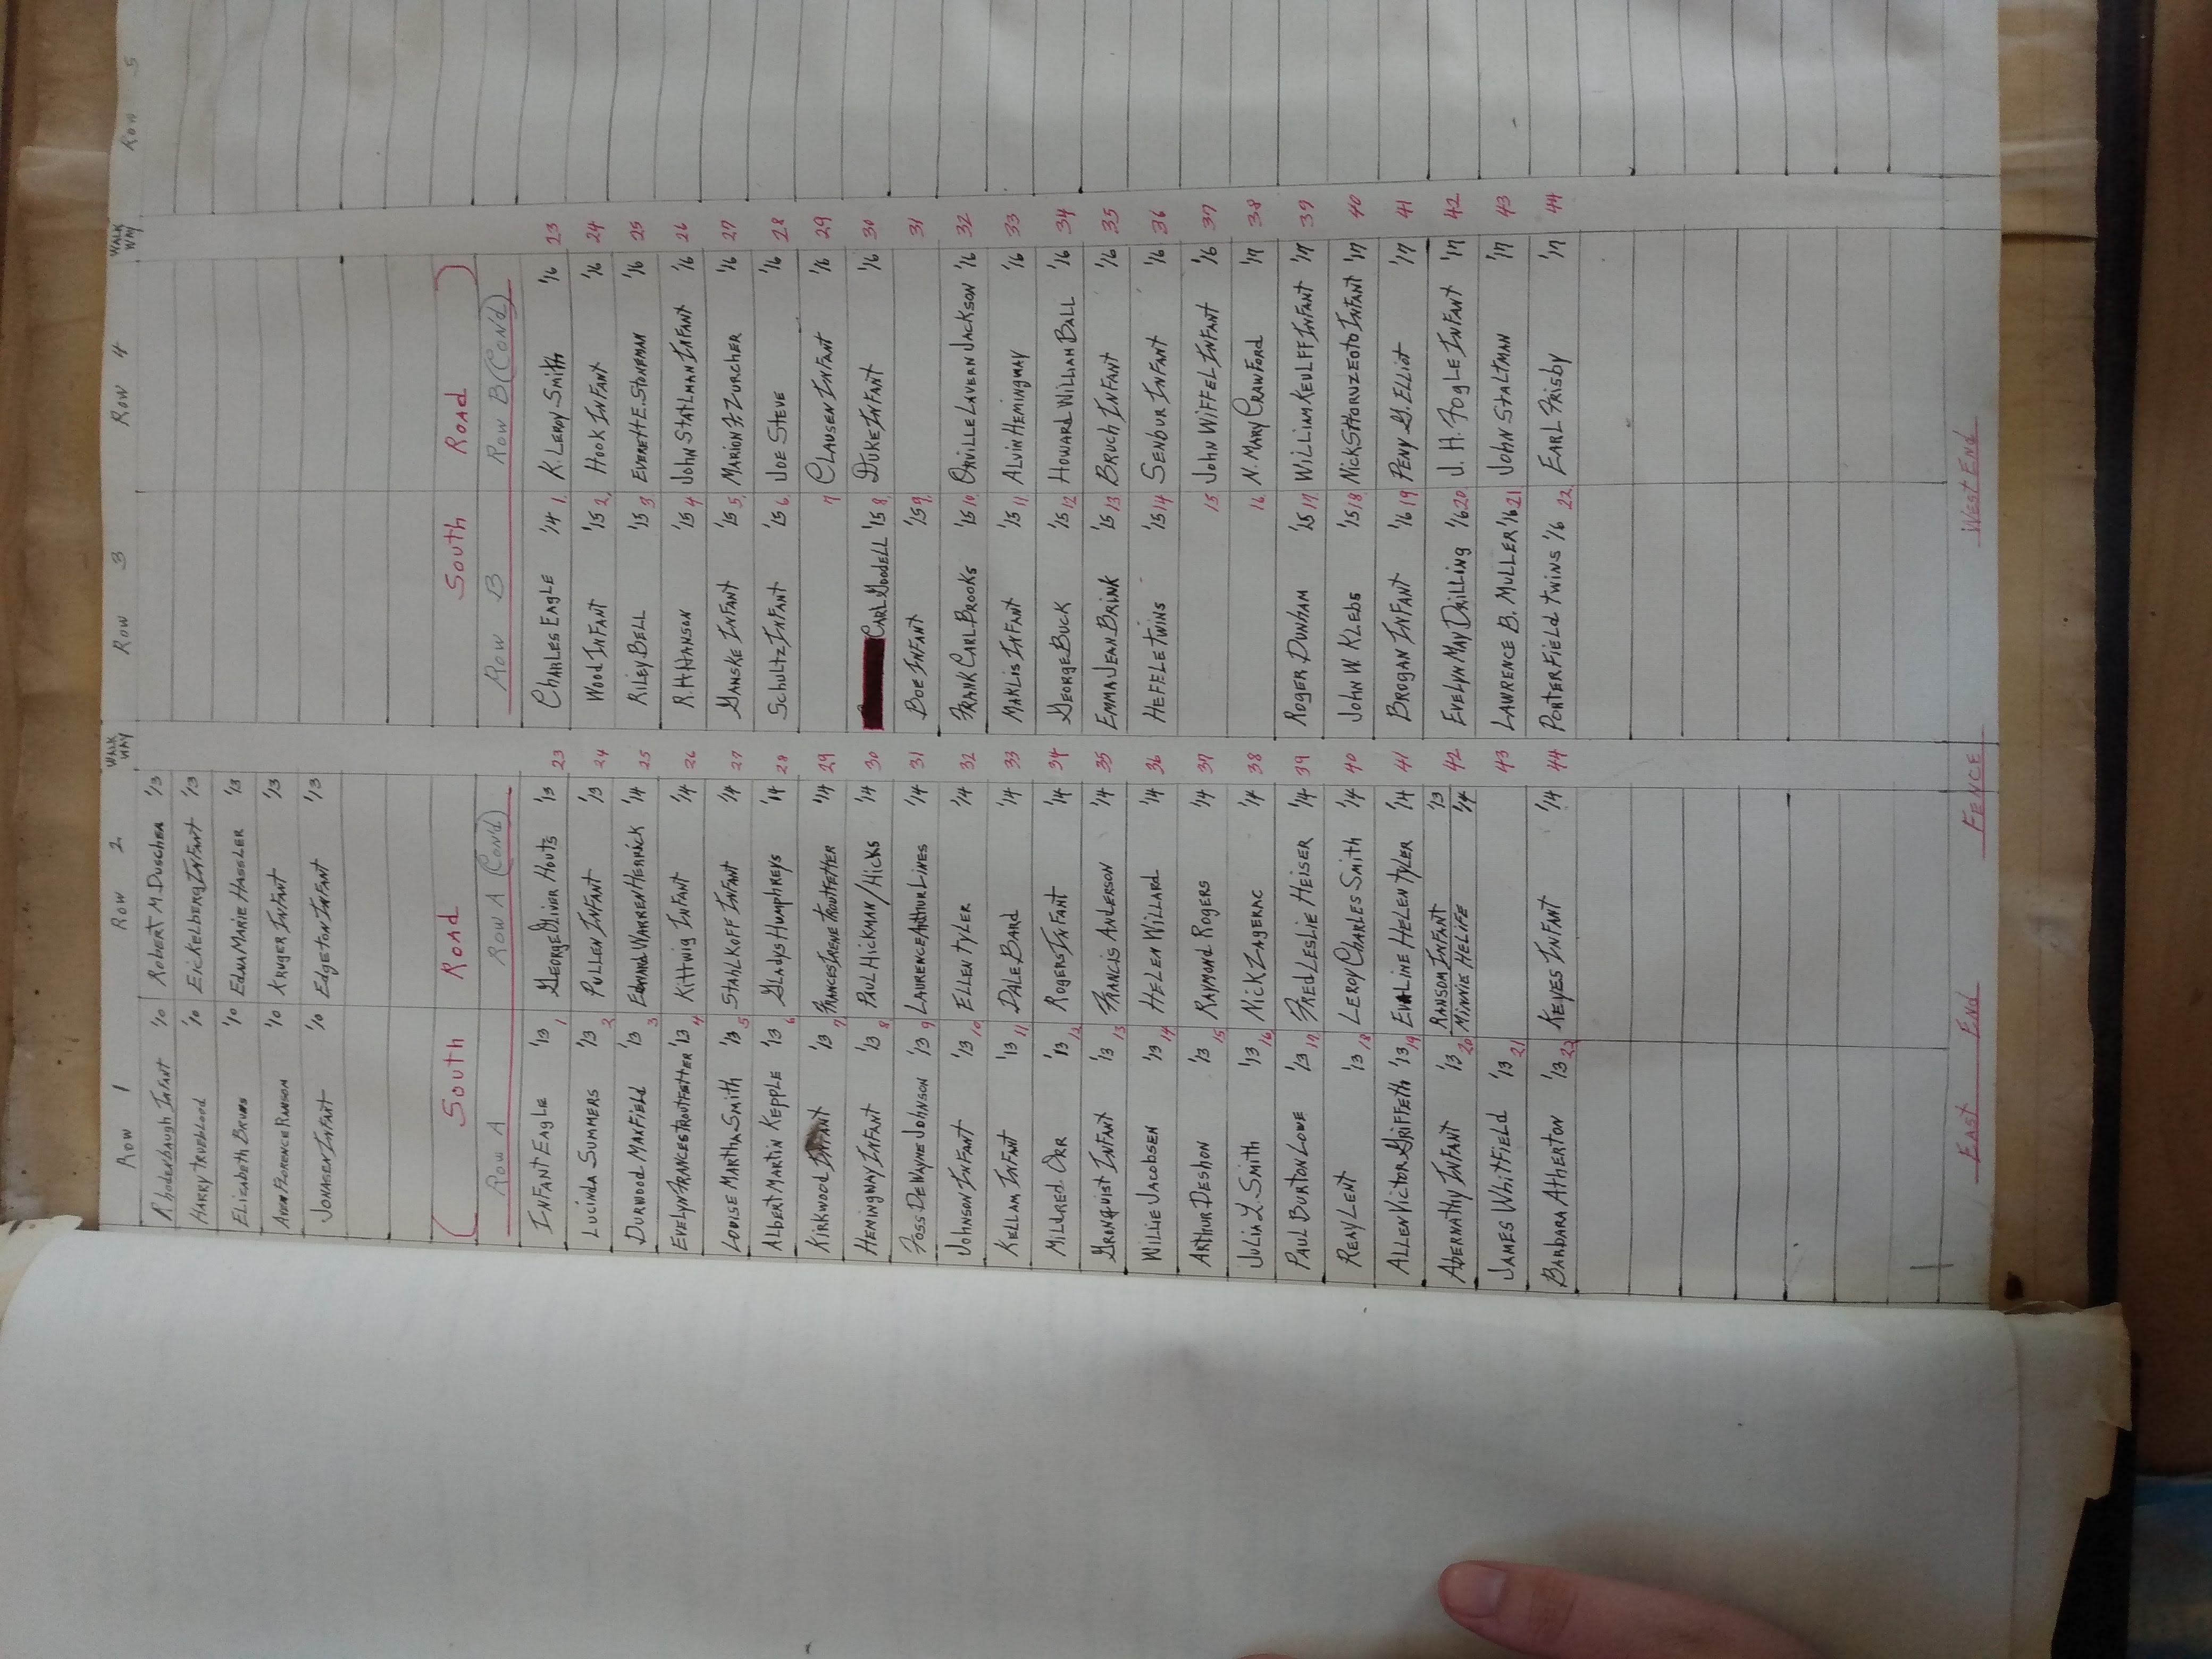 Row 1 Row 2 WALK WAY Row 3 Row 4 WALK WAY Row 5
Rhodenbaugh Infant '10 Robert M. Duscher '13
Harry Truelood '10 Eickelberg Infant '13
Elizabeth Bruns '10 Edna Marie Hassler '13
Ann Florence Ranson '10 Kruger Infant '13
Jonasen Infant '10 Edgeton Infant '13
( South Road South Road )
Row A Row A (Con'd) Row B Row B (Con'd)
Infant Eagle '13 1 George Oliver Houts '13 23 Charles Eagle '14 1. K. Leroy Smith '16 23
Lucinda Summers '13 2 Pullen Infant '13 24 Wood Infant '15 2. Hook Infant '16 24
Durwood Maxfield '13 3 Edward Warren Herrick '14 25 Riley Bell '15 3 Everett E. Stoneman '16 25
Evelyn Frances Troutfetter '13 4 Kittwig Infant '14 26 R.H. Hanson '15 4 John Statlman Infant '16 26
Louise Martha Smith '13 5 Stahlkoff Infant '14 27 Ganske Infant '15 5. Marion F. Zurcher '16 27
Albert Martin Kepple '13 6 Gladys Humphreys '14 28 Schultz Infant '15 6. Joe Steve '16 28
Kirkwood Infant '13 7 Frances Irene Troutfetter '14 29 7 Clausen Infant '16 29
Hemingway Infant '13 8 Paul Hickman/Hicks '14 30 Carl Goodell '15 8. Duke Infant '16 30
Foss DeWayne Johnson '13 9 Laurence Arthur Lines '14 31 Boe Infant '15 9. 31
Johnson Infant '13 10 Ellen Tyler '14 32 Frank Carl Brooks '15 10. Orville Lavern Jackson '16 32
Kellam Infant '13 11 Dale Bard '14 33 Maklis Infant '15 11 Alvin Hemingway '16 33
Mildred Orr '13 12 Rogers Infant '14 34 George Buck '15 12 Howard William Ball '16 34
Granquist Infant '13 13 Francis Anderson '14 35 Emma Jean Brink '15 13 Bruch Infant '16 35
Willie Jacobsen '13 14 Helen Willard '14 36 Hefele Twins '15 14 Senbur Infant '16 36
Arthur Deshon '13 15 Raymond Rogers '14 37 15 John Wiffel Infant '16 37
Julia L. Smith '13 16 Nick Zagerac '14 38 16 N. Mary Crawford '17 38
Paul Burton Lowe '13 17 Fred Leslie Heiser '14 39 Roger Dunham '15 17 William Keulff Infant '17 39
Reny Lent '13 18 Leroy Charles Smith '14 40 John W. Klebs '15 18 Nick Sthoruzeoto Infant '17 40
Allen Victor Griffeth '13 19 Evaline Helen Tyler '14 41 Brogan Infant '16 19 Peny G. Elliot '17 41
Abernathy Infant '13 20 Ranson Infant '13 42 Evelyn May Drilling '16 20 J. H. Fogle Infant '17 42
Minnie Helife '14
James Whitfield '13 21 43 Lawrence B. Muller '16 21 John Staltman '17 43
Barbara Atherton '13 22 Keyes Infant '14 44 Porterfield Twins '16 22 Earl Frisby '17 44
East End Fence West End